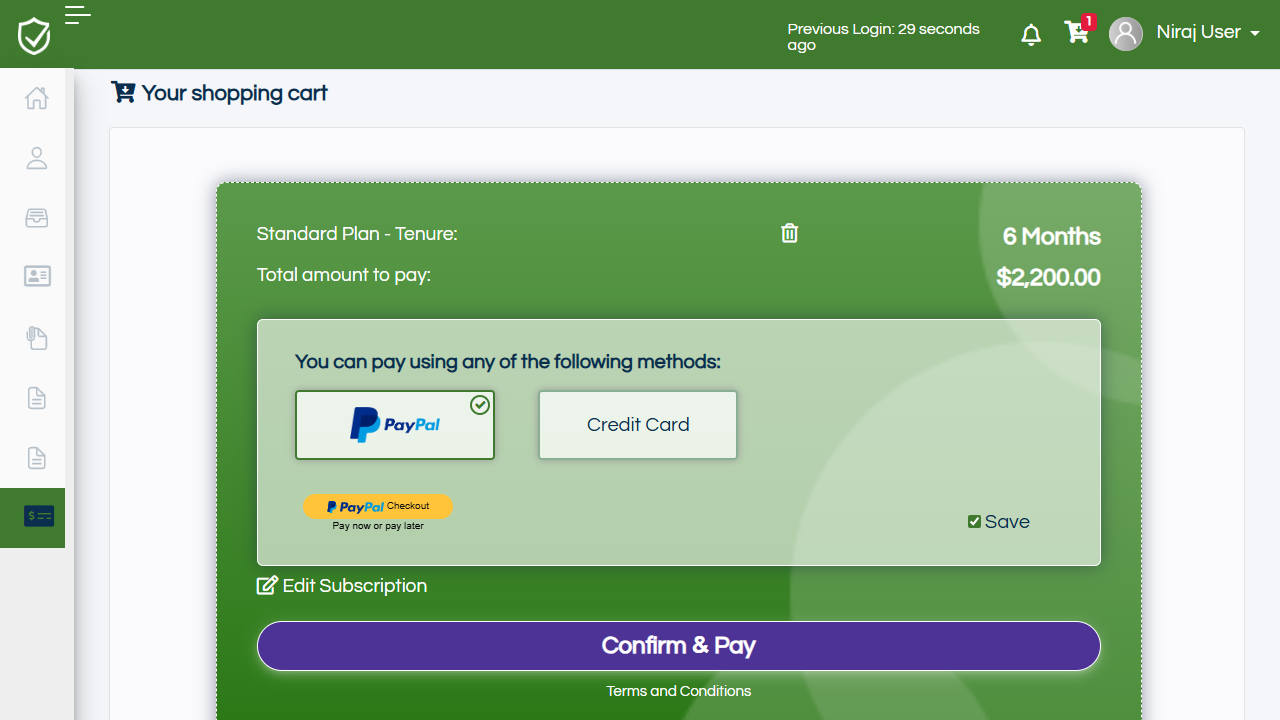 Previous Login: 29 seconds
ago
1
Niraj User
Your shopping cart
Standard Plan - Tenure:
6 Months
Total amount to pay:
$2,200.00
You can pay using any of the following methods:
PayPal
Credit Card
PayPal Checkout
Pay now or pay later
Save
Edit Subscription
Confirm & Pay
Terms and Conditions